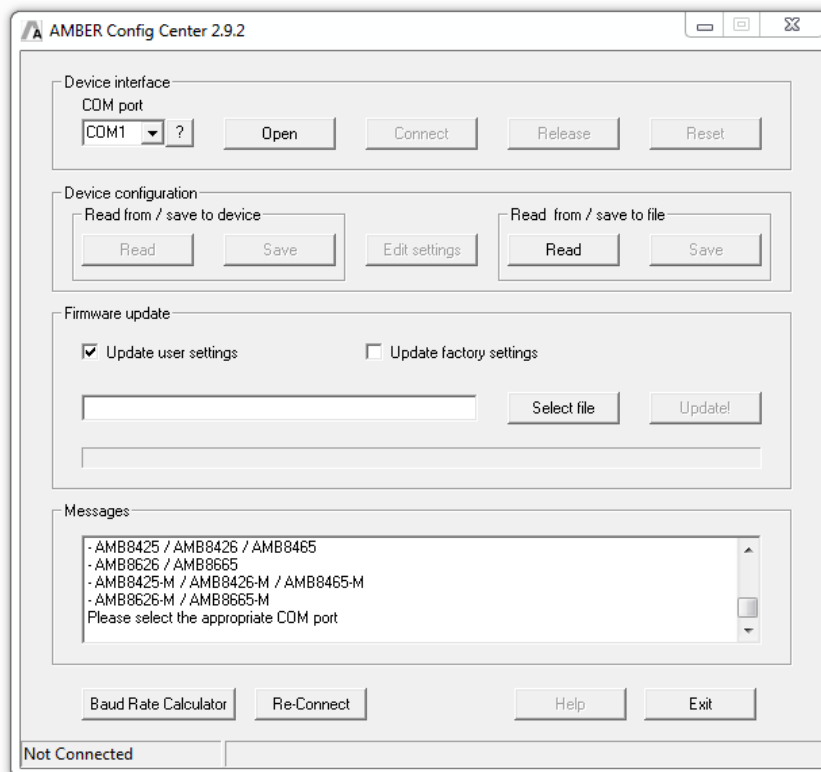 AMBER Config Center 2.9.2
Device interface
COM port
COM1 ? Open Connect Release Reset
Device configuration
Read from / save to device Read from / save to file
Read Save Edit settings Read Save
Firmware update
Update user settings Update factory settings
Select file Update!
Messages
- AMB8425 / AMB8426 / AMB8465
- AMB8626 / AMB8665
- AMB8425-M / AMB8426-M / AMB8465-M
- AMB8626-M / AMB8665-M
Please select the appropriate COM port
Baud Rate Calculator Re-Connect Help Exit
Not Connected